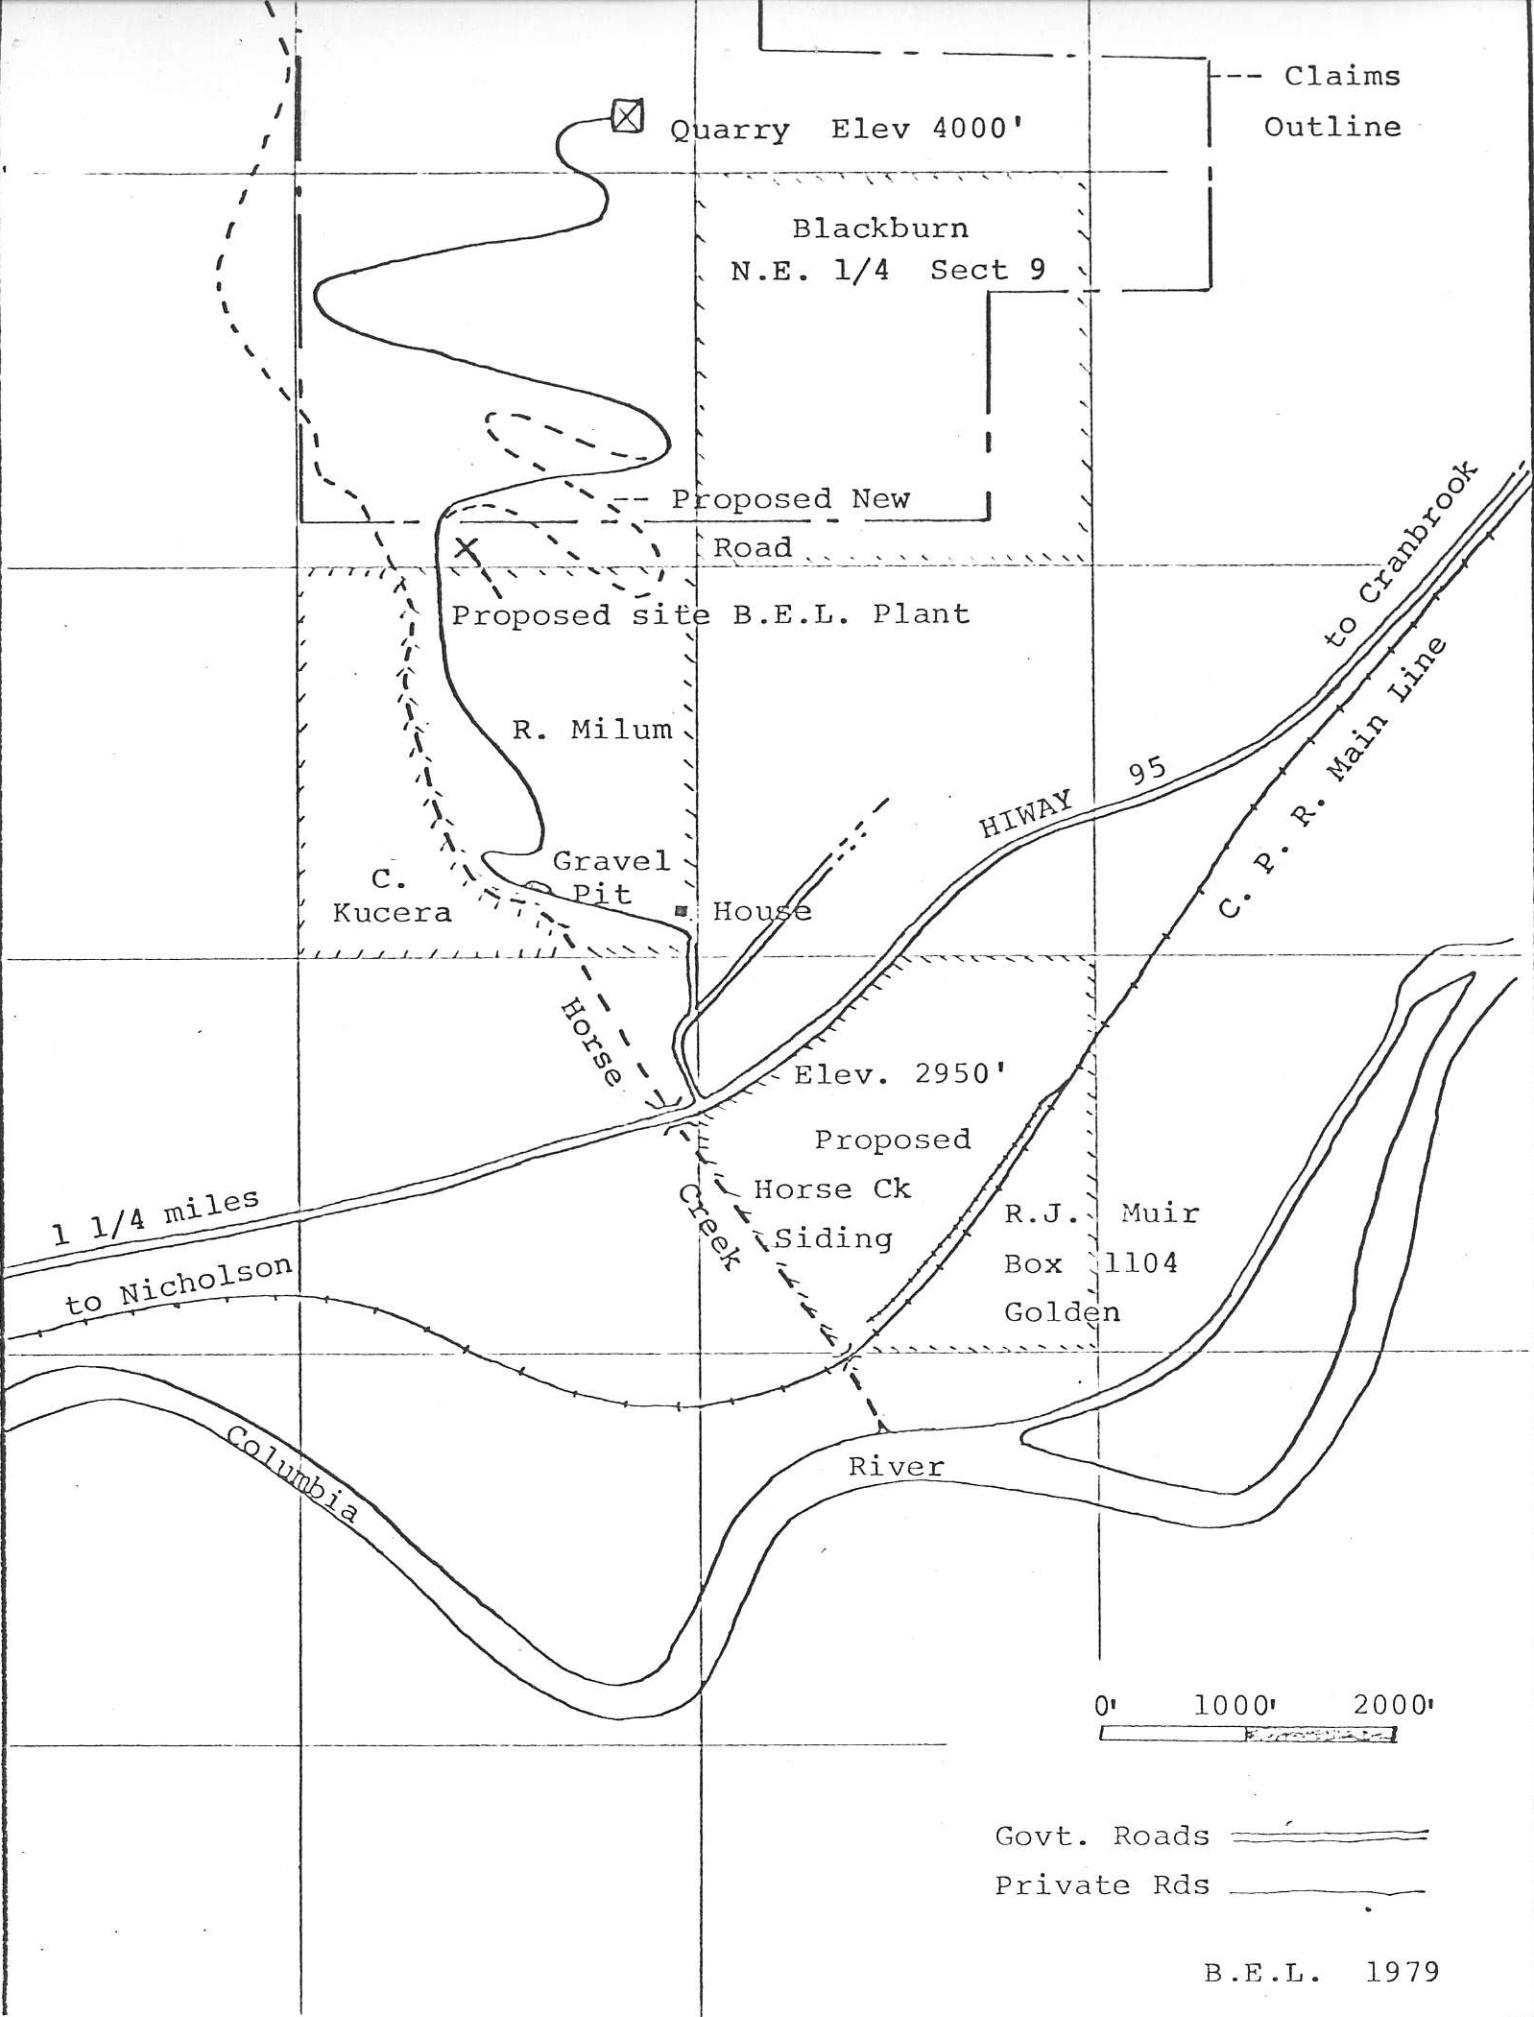 --- Claims
Outline
Quarry Elev 4000'
Blackburn
N.E. 1/4 Sect 9
-- Proposed New
Road
Proposed site B.E.L. Plant
to Cranbrook
C. P. R. Main Line
R. Milum
HIWAY 95
Gravel
Pit
C.
Kucera
House
Horse
Creek
Elev. 2950'
Proposed
Horse Ck
Siding
R.J. Muir
Box 1104
Golden
1 1/4 miles
to Nicholson
Columbia
River
0' 1000' 2000'
Govt. Roads
Private Rds
B.E.L. 1979